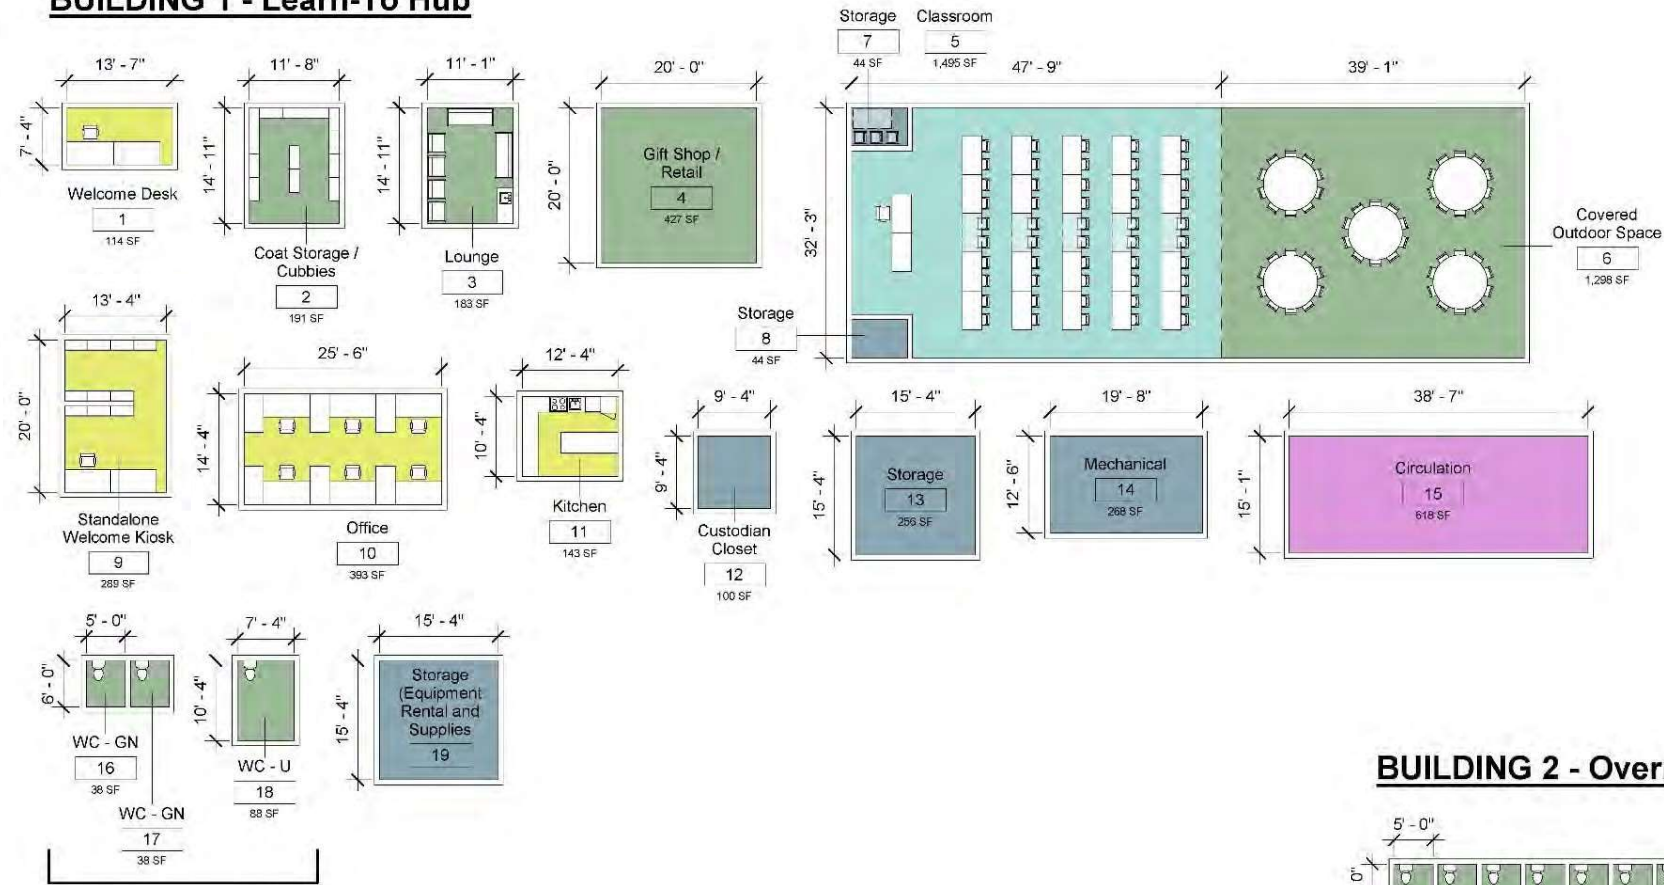 BUILDING 1 - Learn-To Hub
Storage
7
44 SF
Classroom
5
1,495 SF
13' - 7"
11' - 8"
11' - 1"
20' - 0"
47' - 9"
39' - 1"
7' - 4"
Welcome Desk
1
114 SF
14' - 11"
Coat Storage /
Cubbies
2
191 SF
14' - 11"
Lounge
3
183 SF
20' - 0"
Gift Shop /
Retail
4
427 SF
32' - 3"
Covered
Outdoor Space
6
1,298 SF
Storage
8
44 SF
13' - 4"
20' - 0"
Standalone
Welcome Kiosk
9
289 SF
25' - 6"
14' - 4"
Office
10
393 SF
12' - 4"
10' - 4"
Kitchen
11
143 SF
9' - 4"
9' - 4"
Custodian
Closet
12
100 SF
15' - 4"
15' - 4"
Storage
13
256 SF
19' - 8"
12' - 6"
Mechanical
14
268 SF
38' - 7"
15' - 1"
Circulation
15
618 SF
5' - 0"
6' - 0"
WC - GN
16
38 SF
WC - GN
17
38 SF
7' - 4"
10' - 4"
WC - U
18
88 SF
15' - 4"
15' - 4"
Storage
(Equipment
Rental and
Supplies
19
BUILDING 2 - Over
5' - 0"
0"